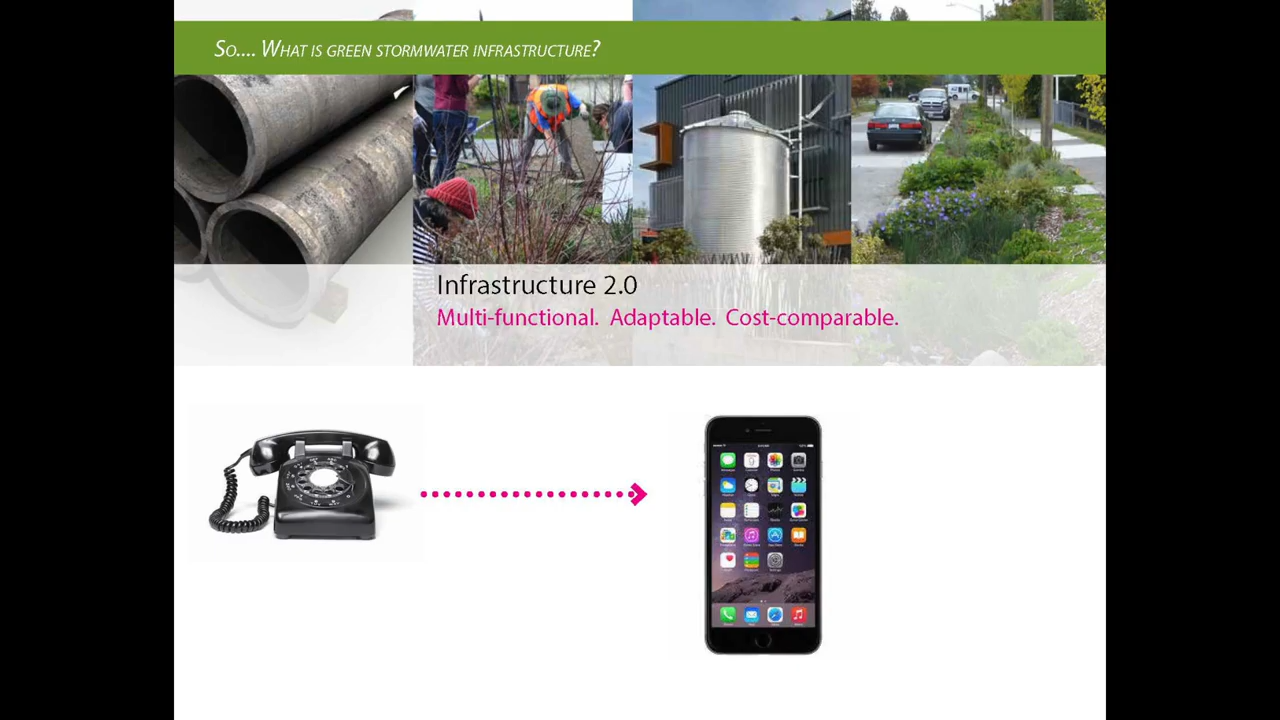 So.... What is green stormwater infrastructure?
Infrastructure 2.0
Multi-functional. Adaptable. Cost-comparable.